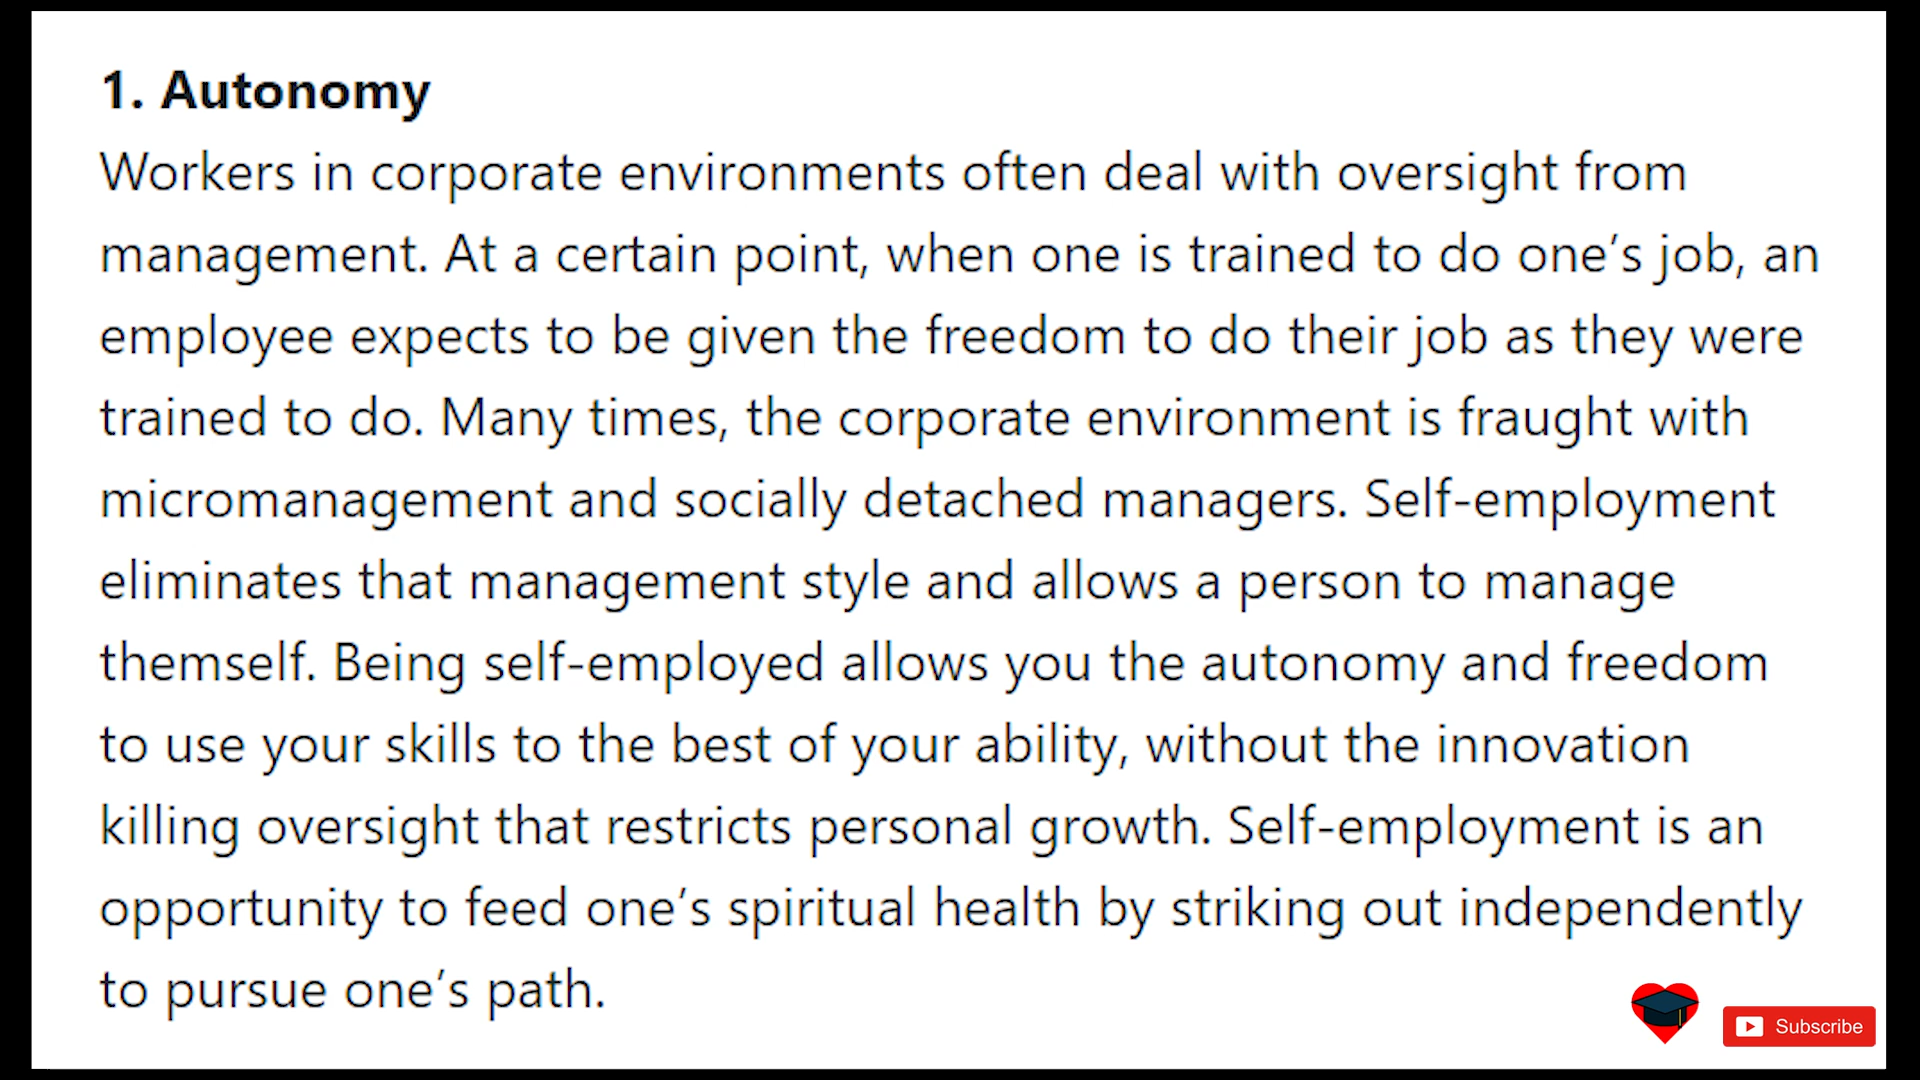 1. Autonomy
Workers in corporate environments often deal with oversight from
management. At a certain point, when one is trained to do one’s job, an
employee expects to be given the freedom to do their job as they were
trained to do. Many times, the corporate environment is fraught with
micromanagement and socially detached managers. Self-employment
eliminates that management style and allows a person to manage
themself. Being self-employed allows you the autonomy and freedom
to use your skills to the best of your ability, without the innovation
killing oversight that restricts personal growth. Self-employment is an
opportunity to feed one’s spiritual health by striking out independently
to pursue one’s path.
Subscribe